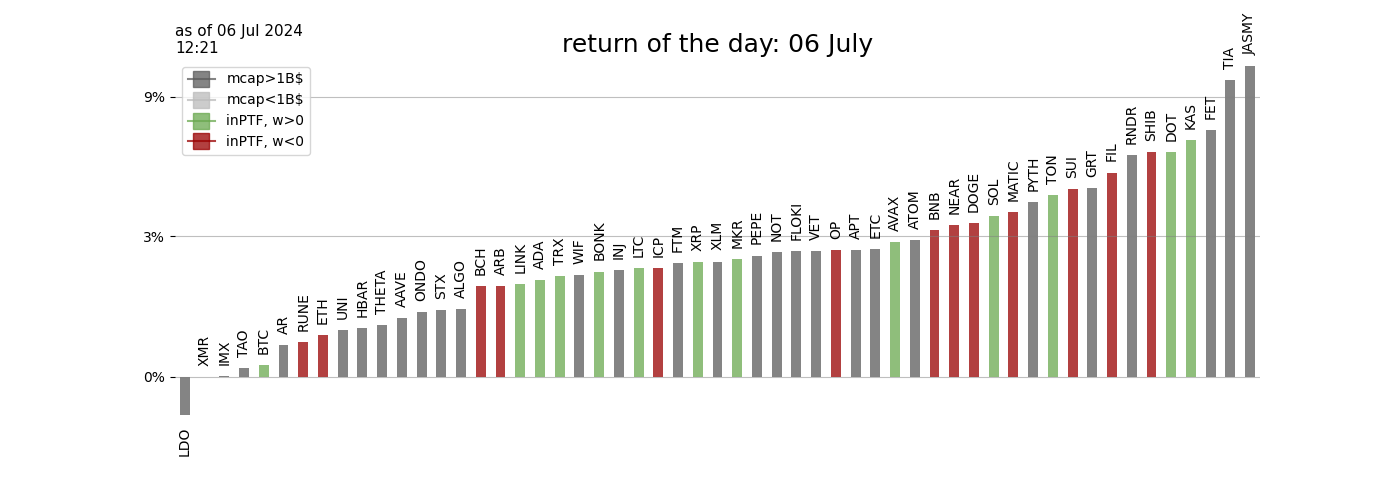 as of 06 Jul 2024
12:21
return of the day: 06 July
mcap>1B$
mcap<1B$
inPTF, w>0
inPTF, w<0
9%
3%
0%
LDO
XMR
IMX
TAO
BTC
AR
RUNE
ETH
UNI
HBAR
THETA
AAVE
ONDO
STX
ALGO
BCH
ARB
LINK
ADA
TRX
WIF
BONK
INJ
LTC
ICP
FTM
XRP
XLM
MKR
PEPE
NOT
FLOKI
VET
OP
APT
ETC
AVAX
ATOM
BNB
NEAR
DOGE
SOL
MATIC
PYTH
TON
SUI
GRT
FIL
RNDR
SHIB
DOT
KAS
FET
TIA
JASMY